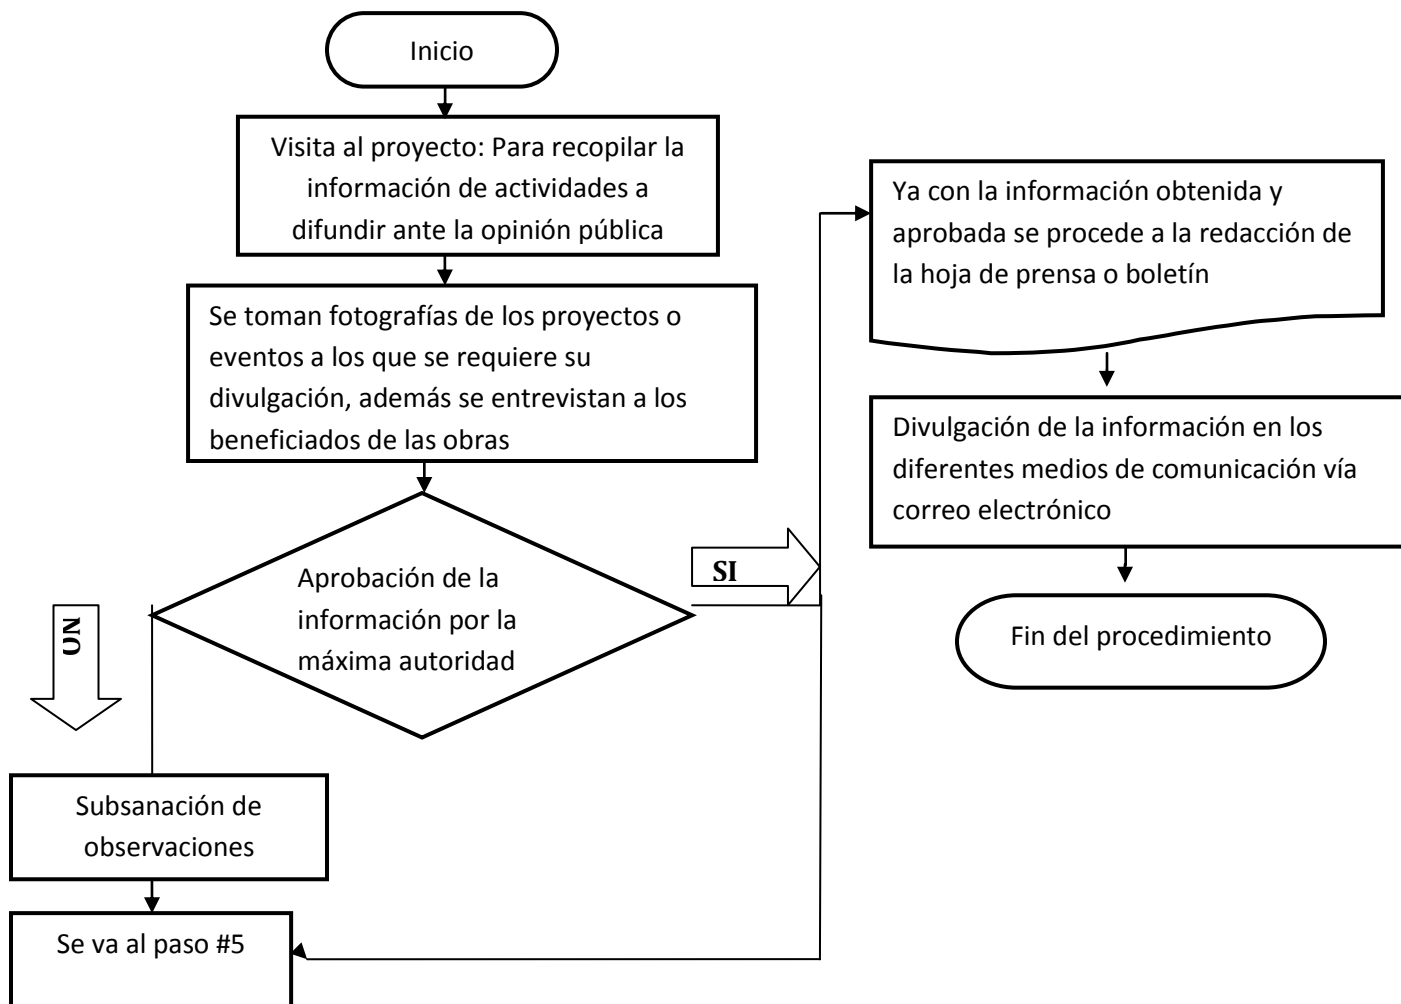 Inicio
Visita al proyecto: Para recopilar la
información de actividades a
difundir ante la opinión pública
Se toman fotografías de los proyectos o
eventos a los que se requiere su
divulgación, además se entrevistan a los
beneficiados de las obras
Aprobación de la
información por la
máxima autoridad
SI
NO
Subsanación de
observaciones
Se va al paso #5
Ya con la información obtenida y
aprobada se procede a la redacción de
la hoja de prensa o boletín
Divulgación de la información en los
diferentes medios de comunicación vía
correo electrónico
Fin del procedimiento